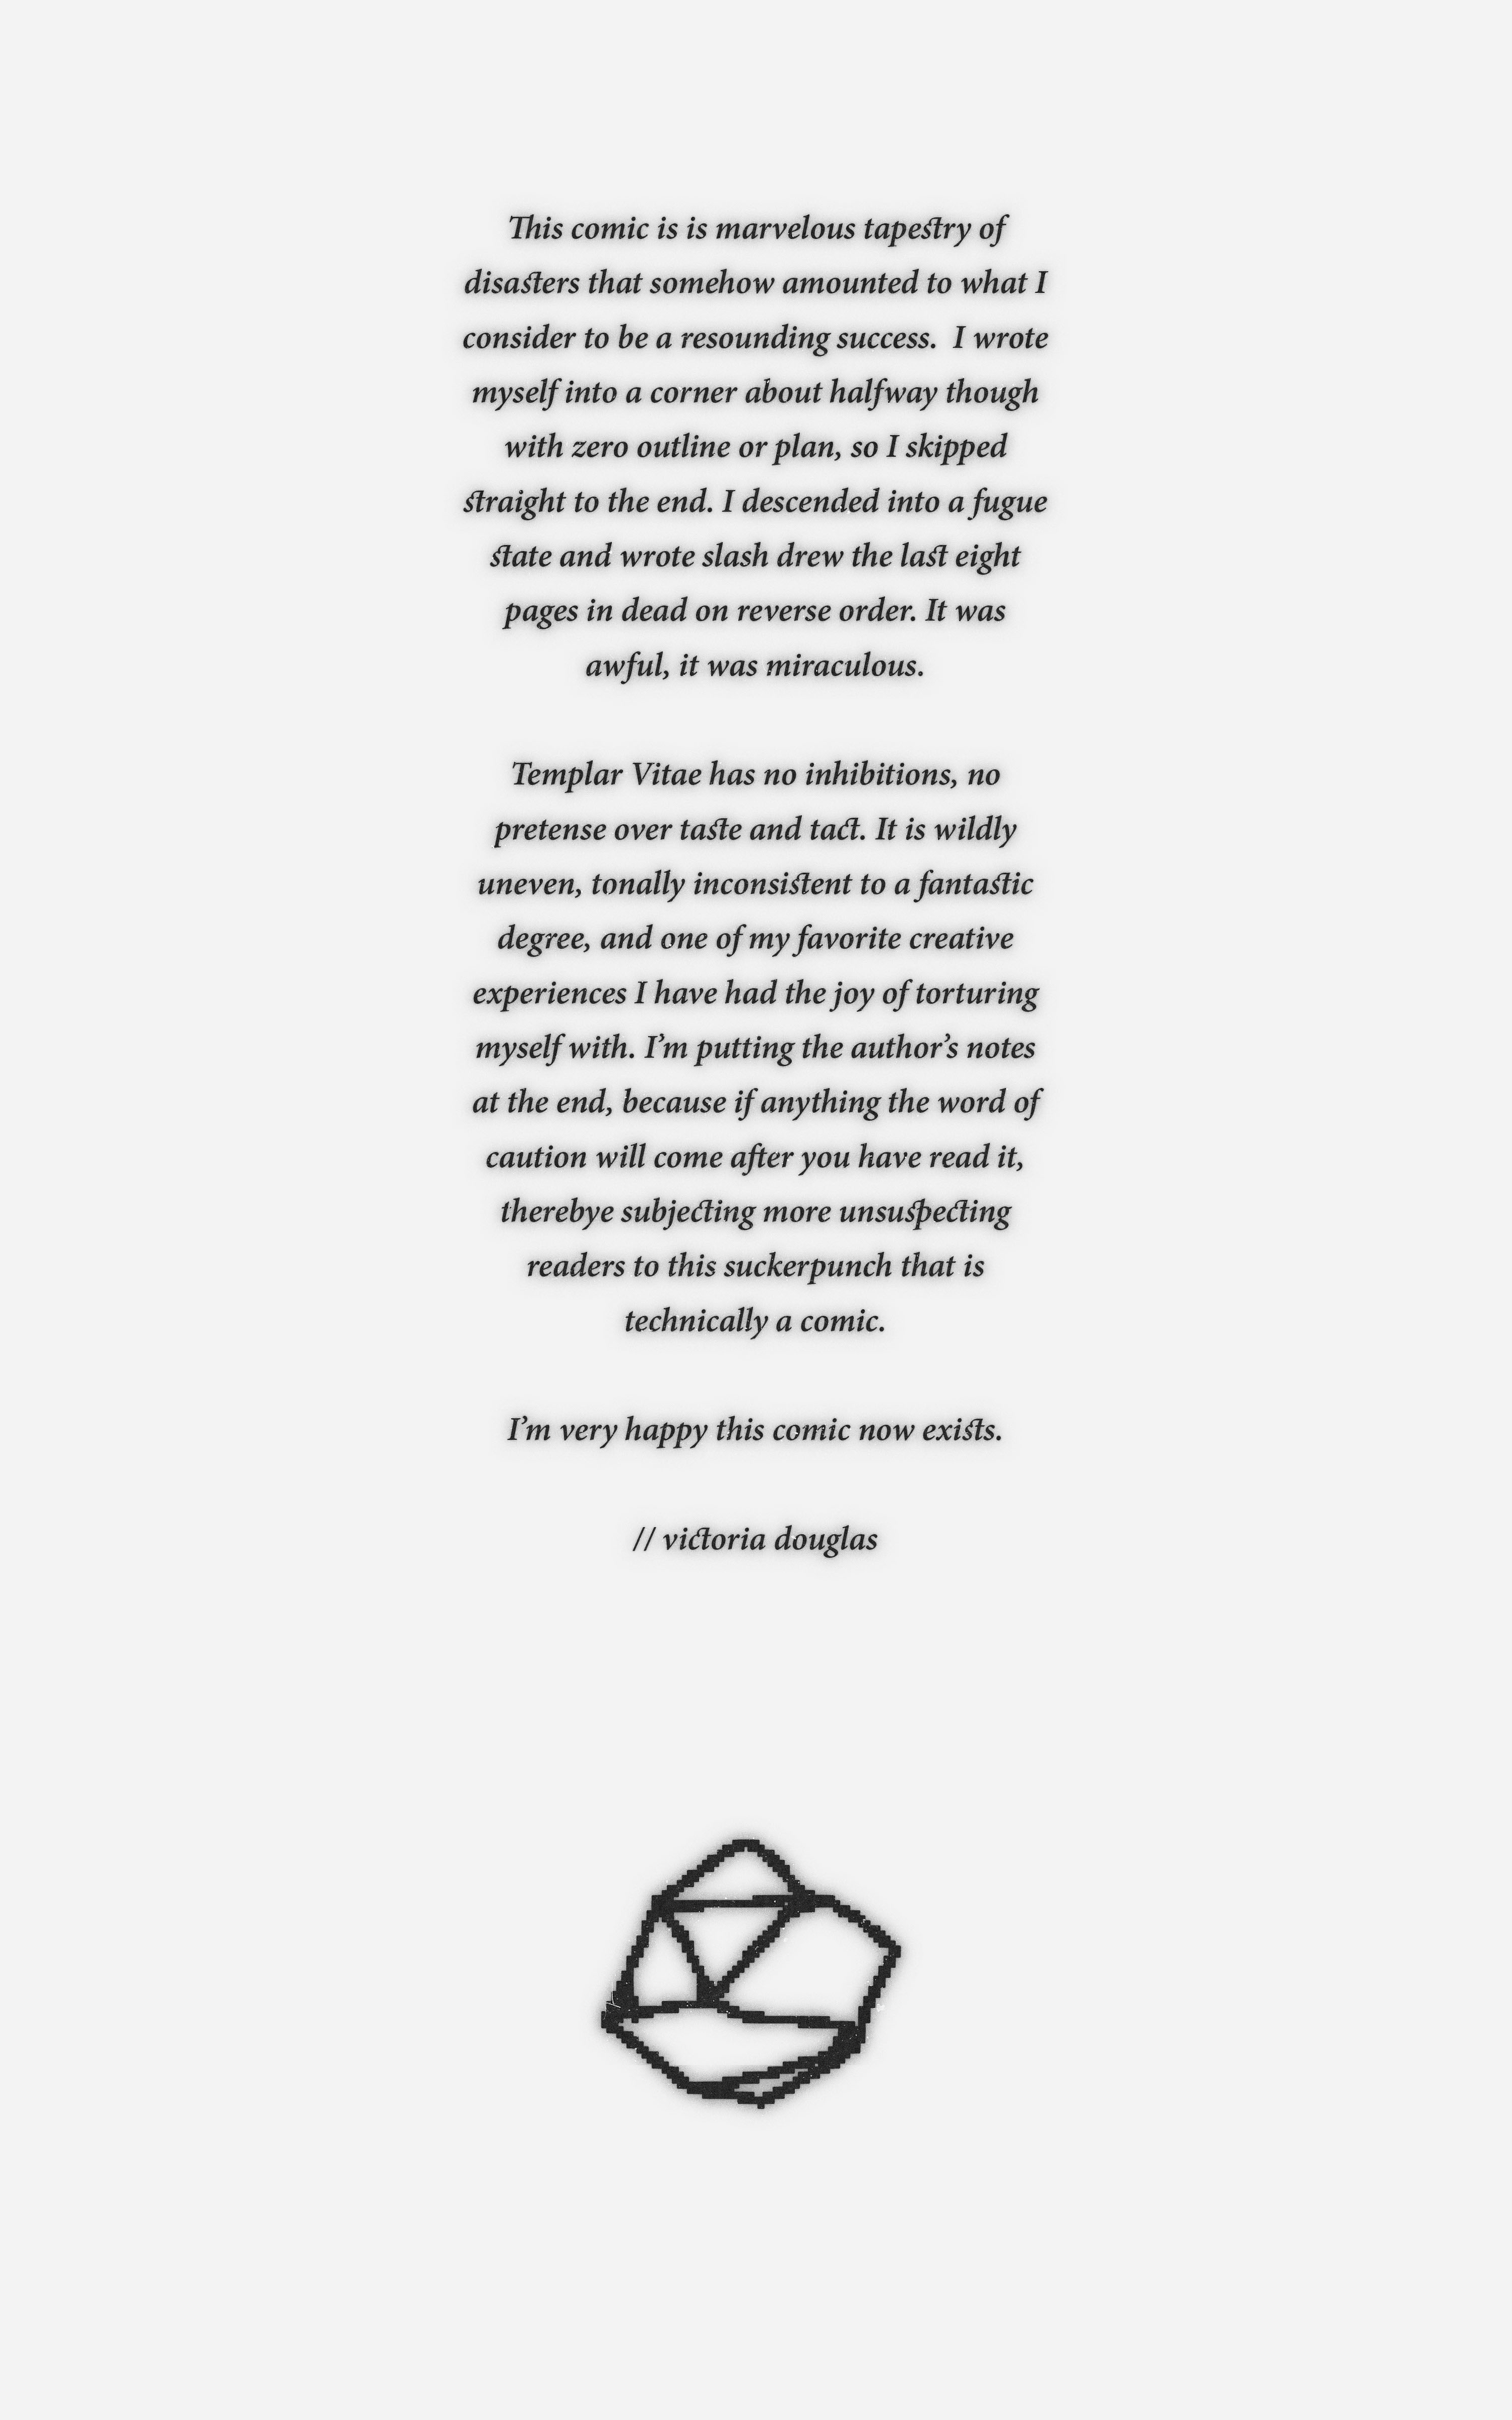 This comic is is marvelous tapestry of
disasters that somehow amounted to what I
consider to be a resounding success.  I wrote
myself into a corner about halfway though
with zero outline or plan, so I skipped
straight to the end. I descended into a fugue
state and wrote slash drew the last eight
pages in dead on reverse order. It was
awful, it was miraculous.
Templar Vitae has no inhibitions, no
pretense over taste and tact. It is wildly
uneven, tonally inconsistent to a fantastic
degree, and one of my favorite creative
experiences I have had the joy of torturing
myself with. I’m putting the author’s notes
at the end, because if anything the word of
caution will come after you have read it,
therebye subjecting more unsuspecting
readers to this suckerpunch that is
technically a comic.
I’m very happy this comic now exists.
// victoria douglas